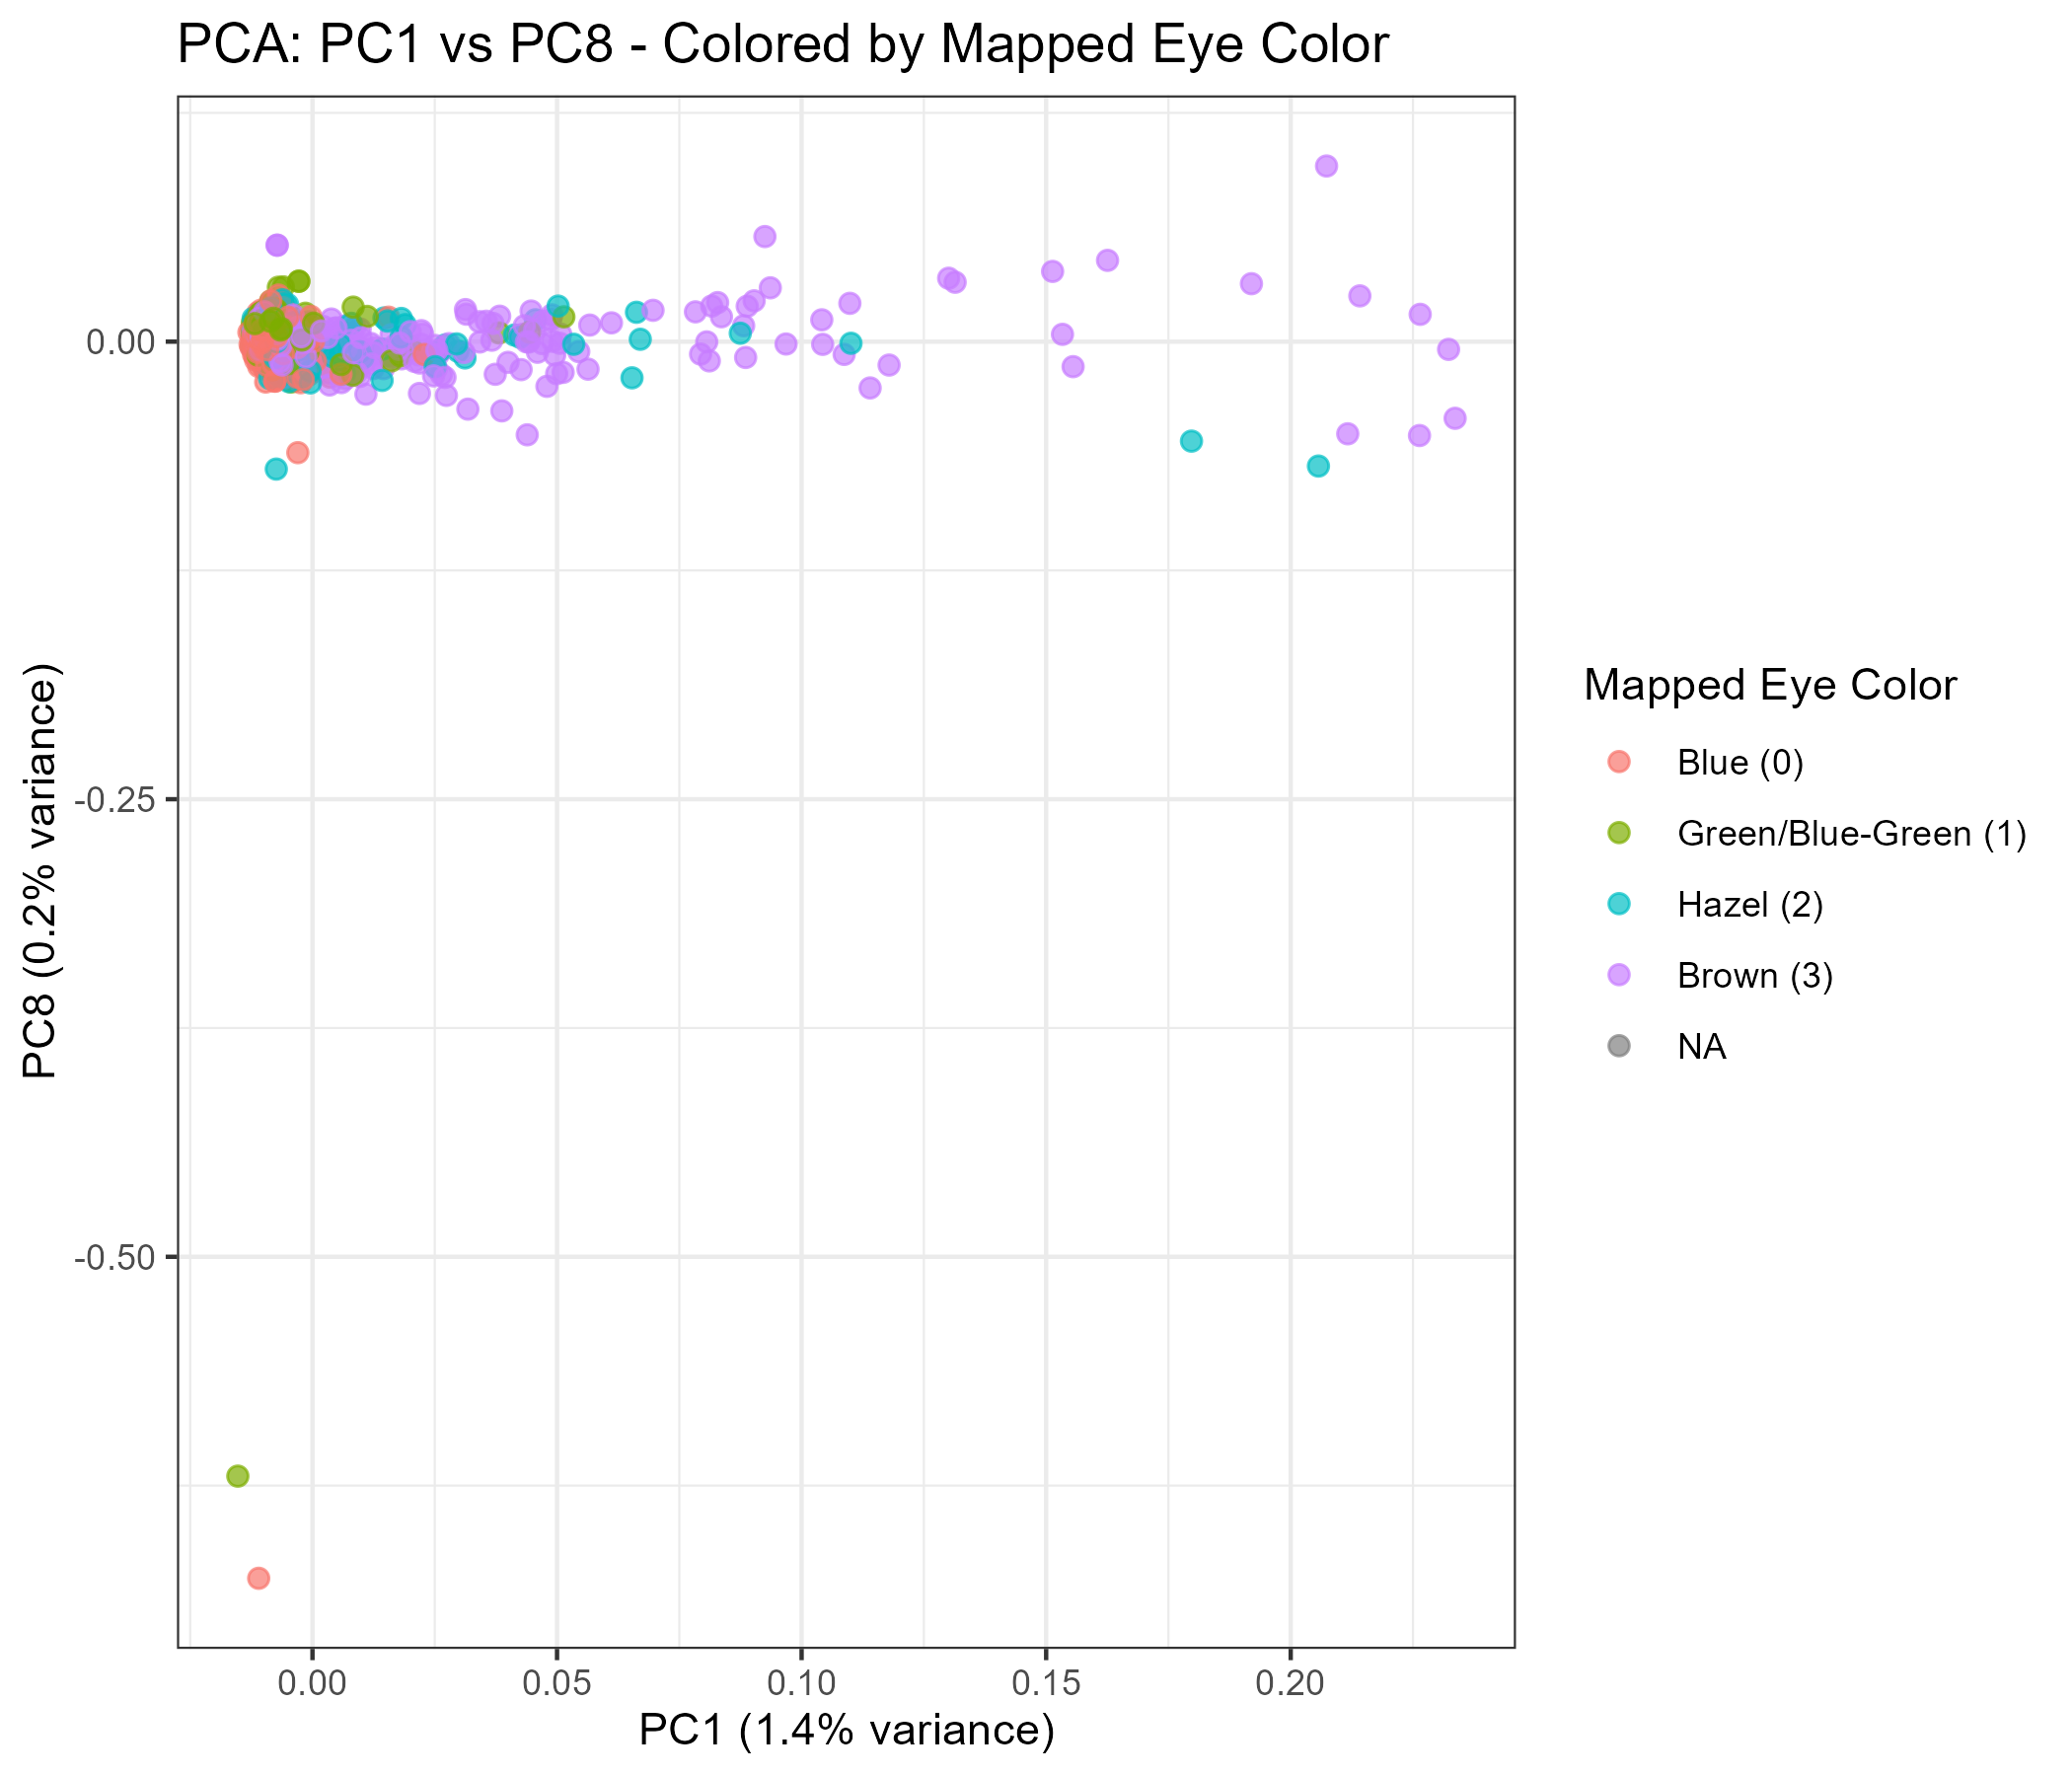 PCA: PC1 vs PC8 - Colored by Mapped Eye Color
PC8 (0.2% variance)
0.00
-0.25
-0.50
0.00
0.05
0.10
0.15
0.20
PC1 (1.4% variance)
Mapped Eye Color
Blue (0)
Green/Blue-Green (1)
Hazel (2)
Brown (3)
NA